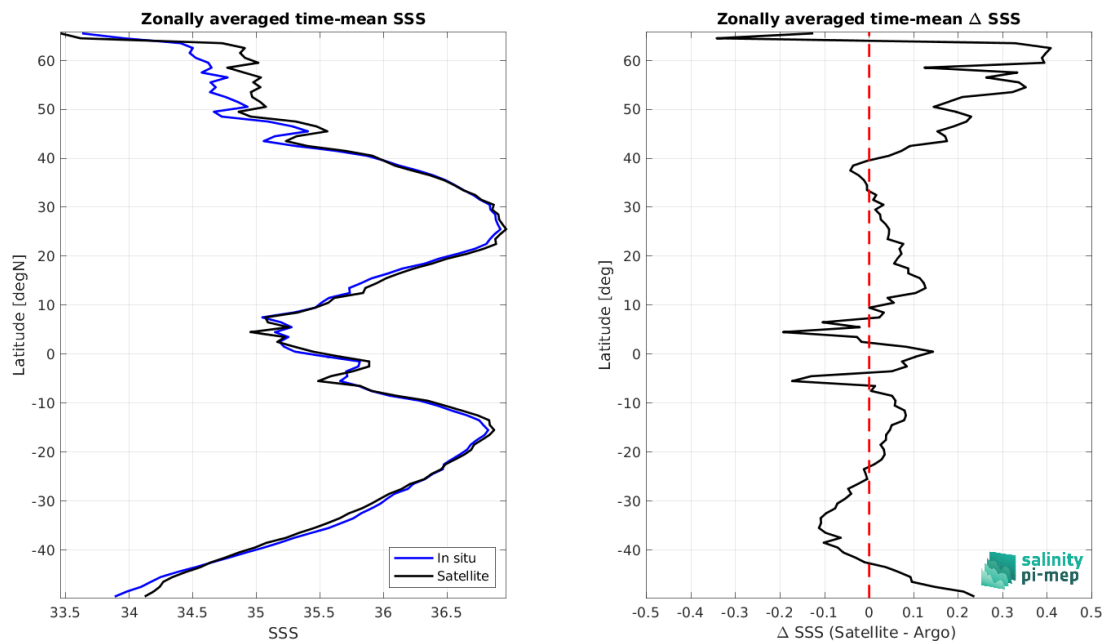 Zonally averaged time-mean SSS
60
50
40
30
20
10
0
-10
-20
-30
-40
Latitude [degN]
33.5 34 34.5 35 35.5 36 36.5
SSS
In situ
Satellite
Zonally averaged time-mean Δ SSS
60
50
40
30
20
10
0
-10
-20
-30
-40
Latitude [deg]
-0.5 -0.4 -0.3 -0.2 -0.1 0 0.1 0.2 0.3 0.4 0.5
Δ SSS (Satellite - Argo)
salinity
pi-mep